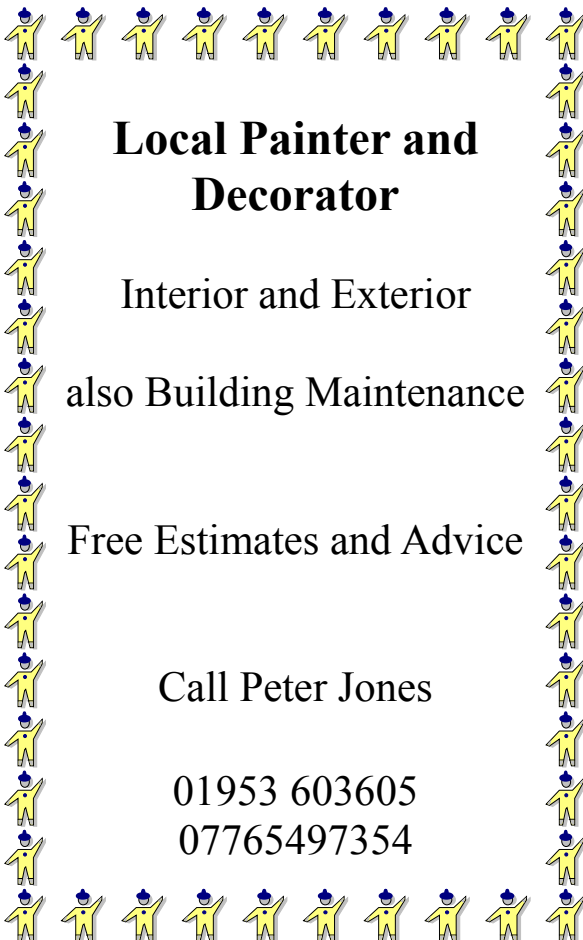 Local Painter and
Decorator
Interior and Exterior
also Building Maintenance
Free Estimates and Advice
Call Peter Jones
01953 603605
07765497354